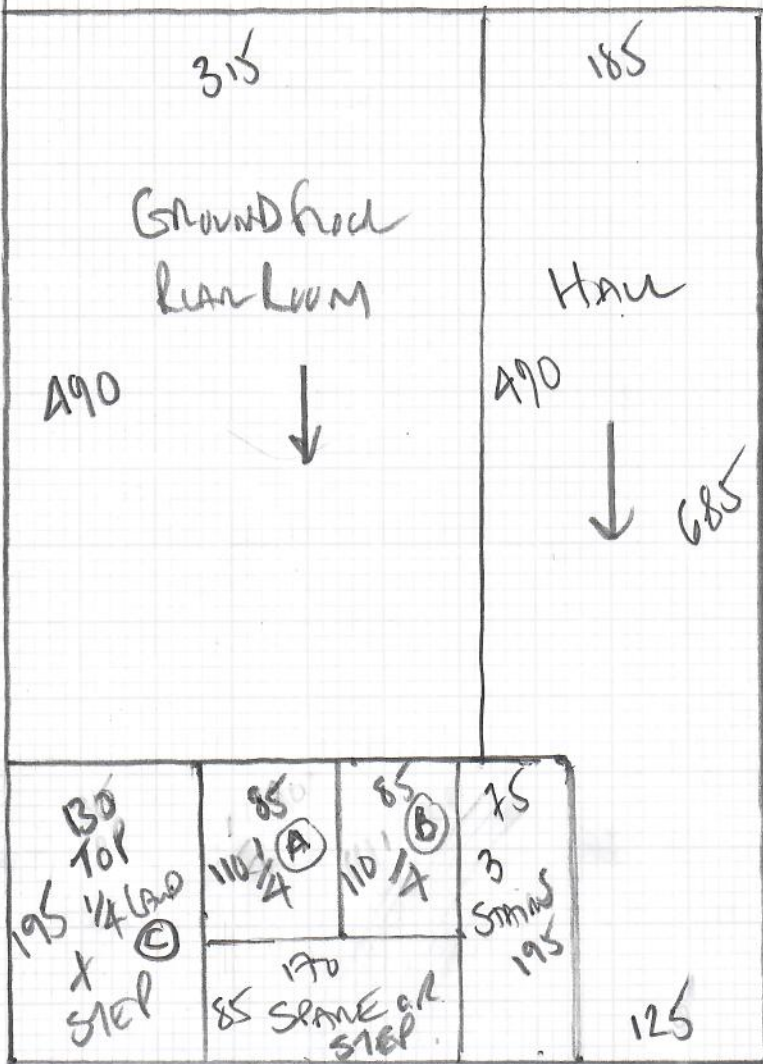 315
185
GROUND FLOOR
REAR ROOM
HALL
490
490
685
130
TOP
195 1/4 LAND
X
STEP
C
85
110 1/4
A
85
110 1/4
B
75
3
STAIRS
195
170
85 SPARE OR
STEP
125